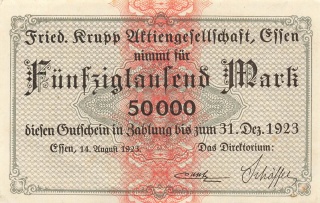 Fried. Krupp Aktiengesellschaft, Essen
nimmt für
Fünfzigtausend Mark
50000
diesen Gutschein in Zahlung bis zum 31. Dez. 1923
Essen, 14. August 1923. Das Direktorium: